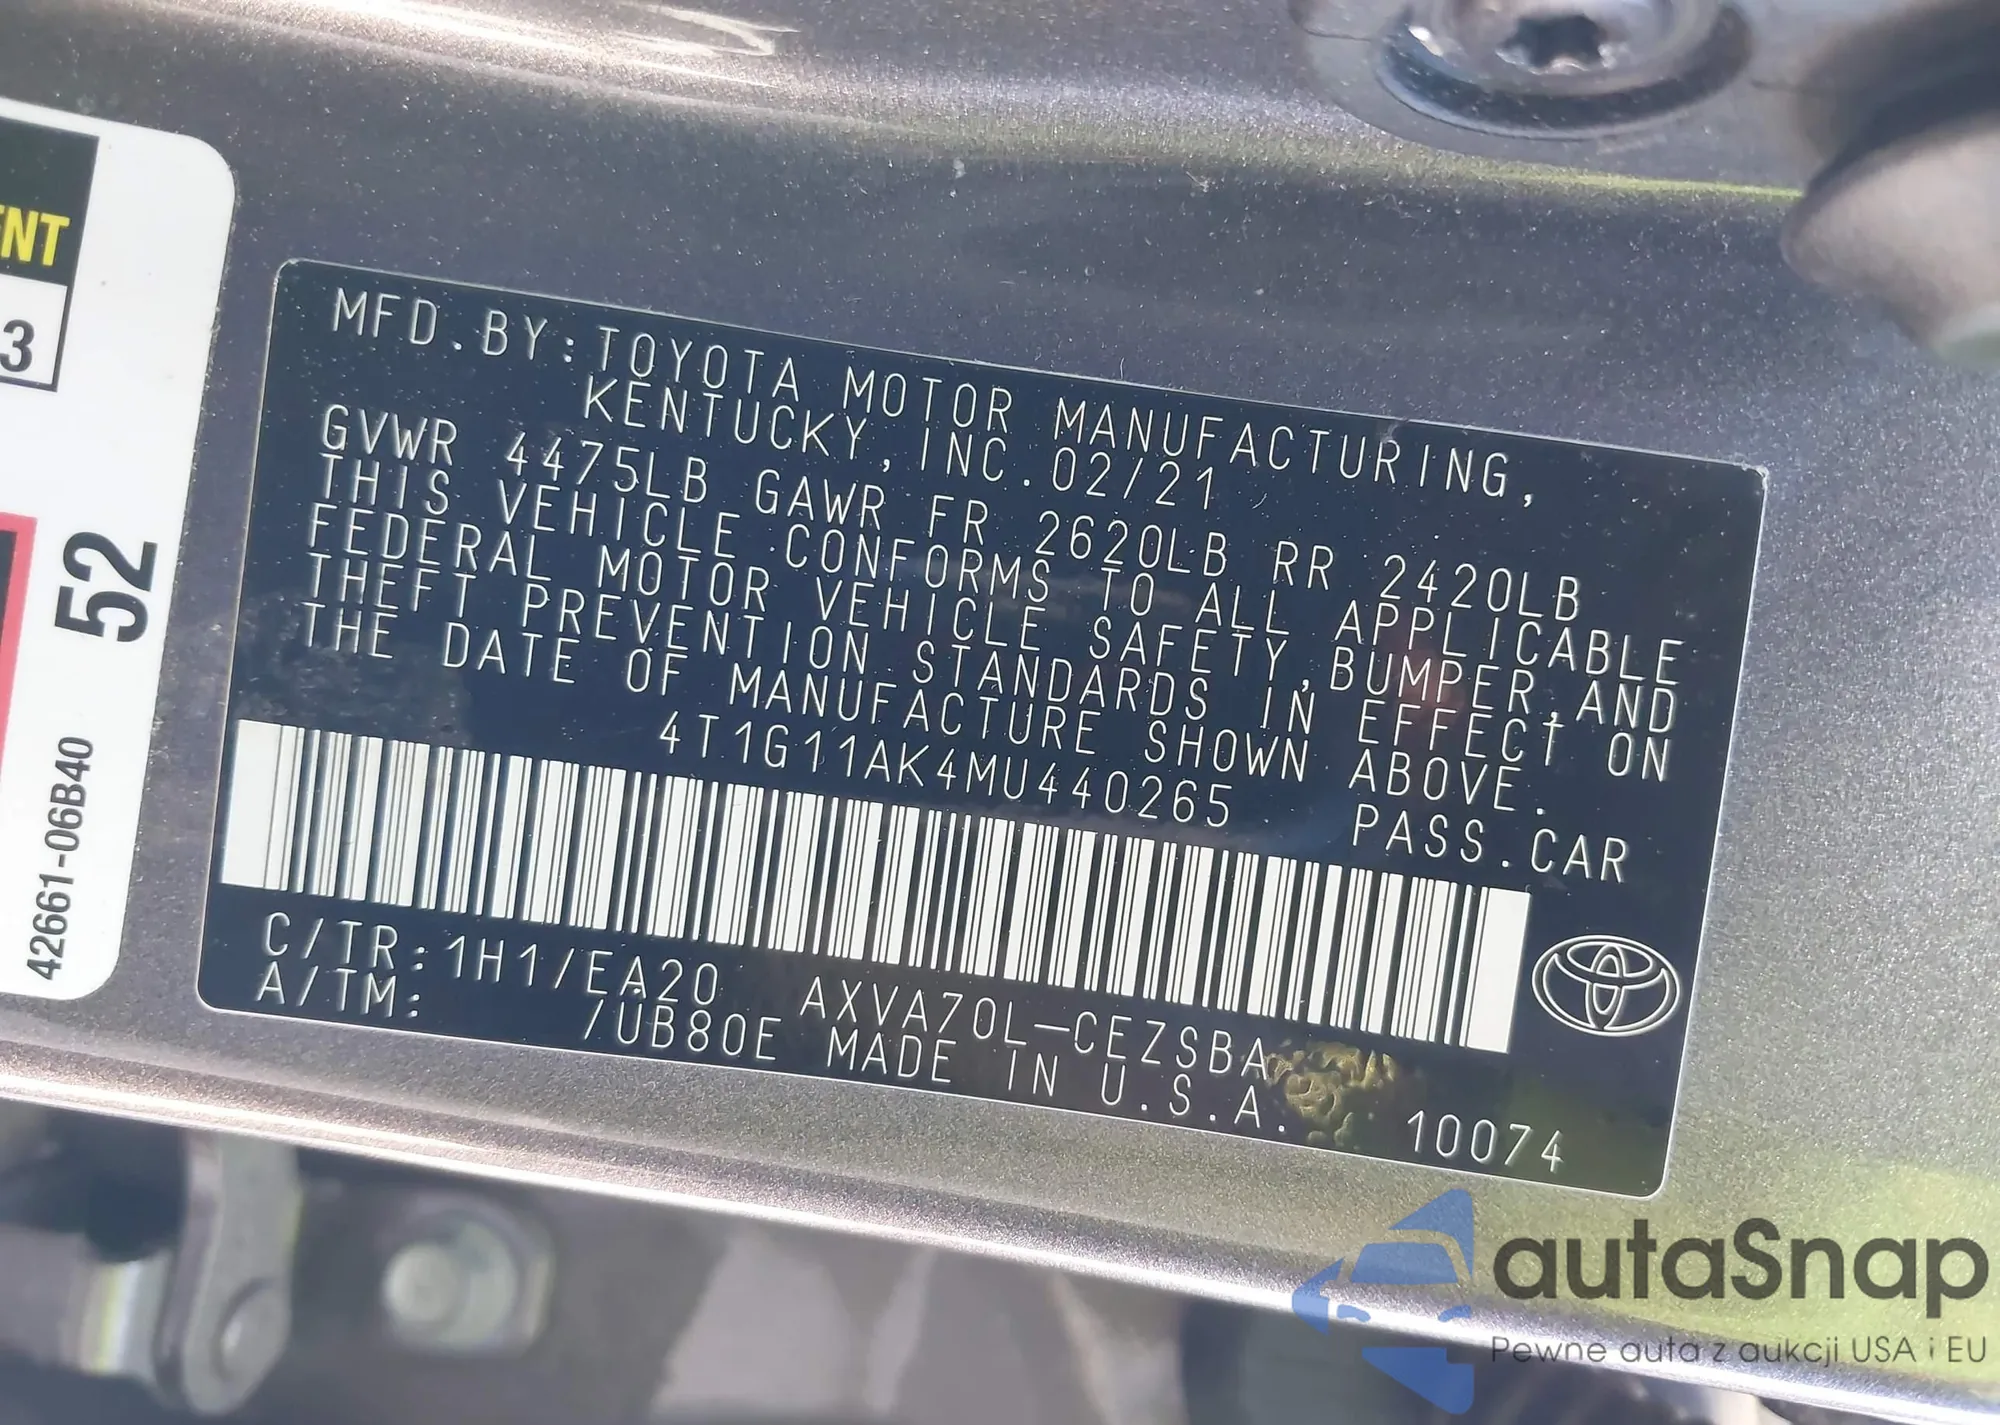 NT
3
52
42661-06B40
MFD.BY:TOYOTA MOTOR MANUFACTURING,
KENTUCKY,INC.02/21
GVWR 4475LB GAWR FR 2620LB RR 2420LB
THIS VEHICLE CONFORMS TO ALL APPLICABLE
FEDERAL MOTOR VEHICLE SAFETY,BUMPER,AND
THEFT PREVENTION STANDARDS IN EFFECT ON
THE DATE OF MANUFACTURE SHOWN ABOVE.
4T1G11AK4MU440265 PASS.CAR
C/TR:1H1/EA20 AXVA70L-CEZSBA
A/TM: /UB80E MADE IN U.S.A. 10074
autaSnap
Pewne auta z aukcji USA i EU